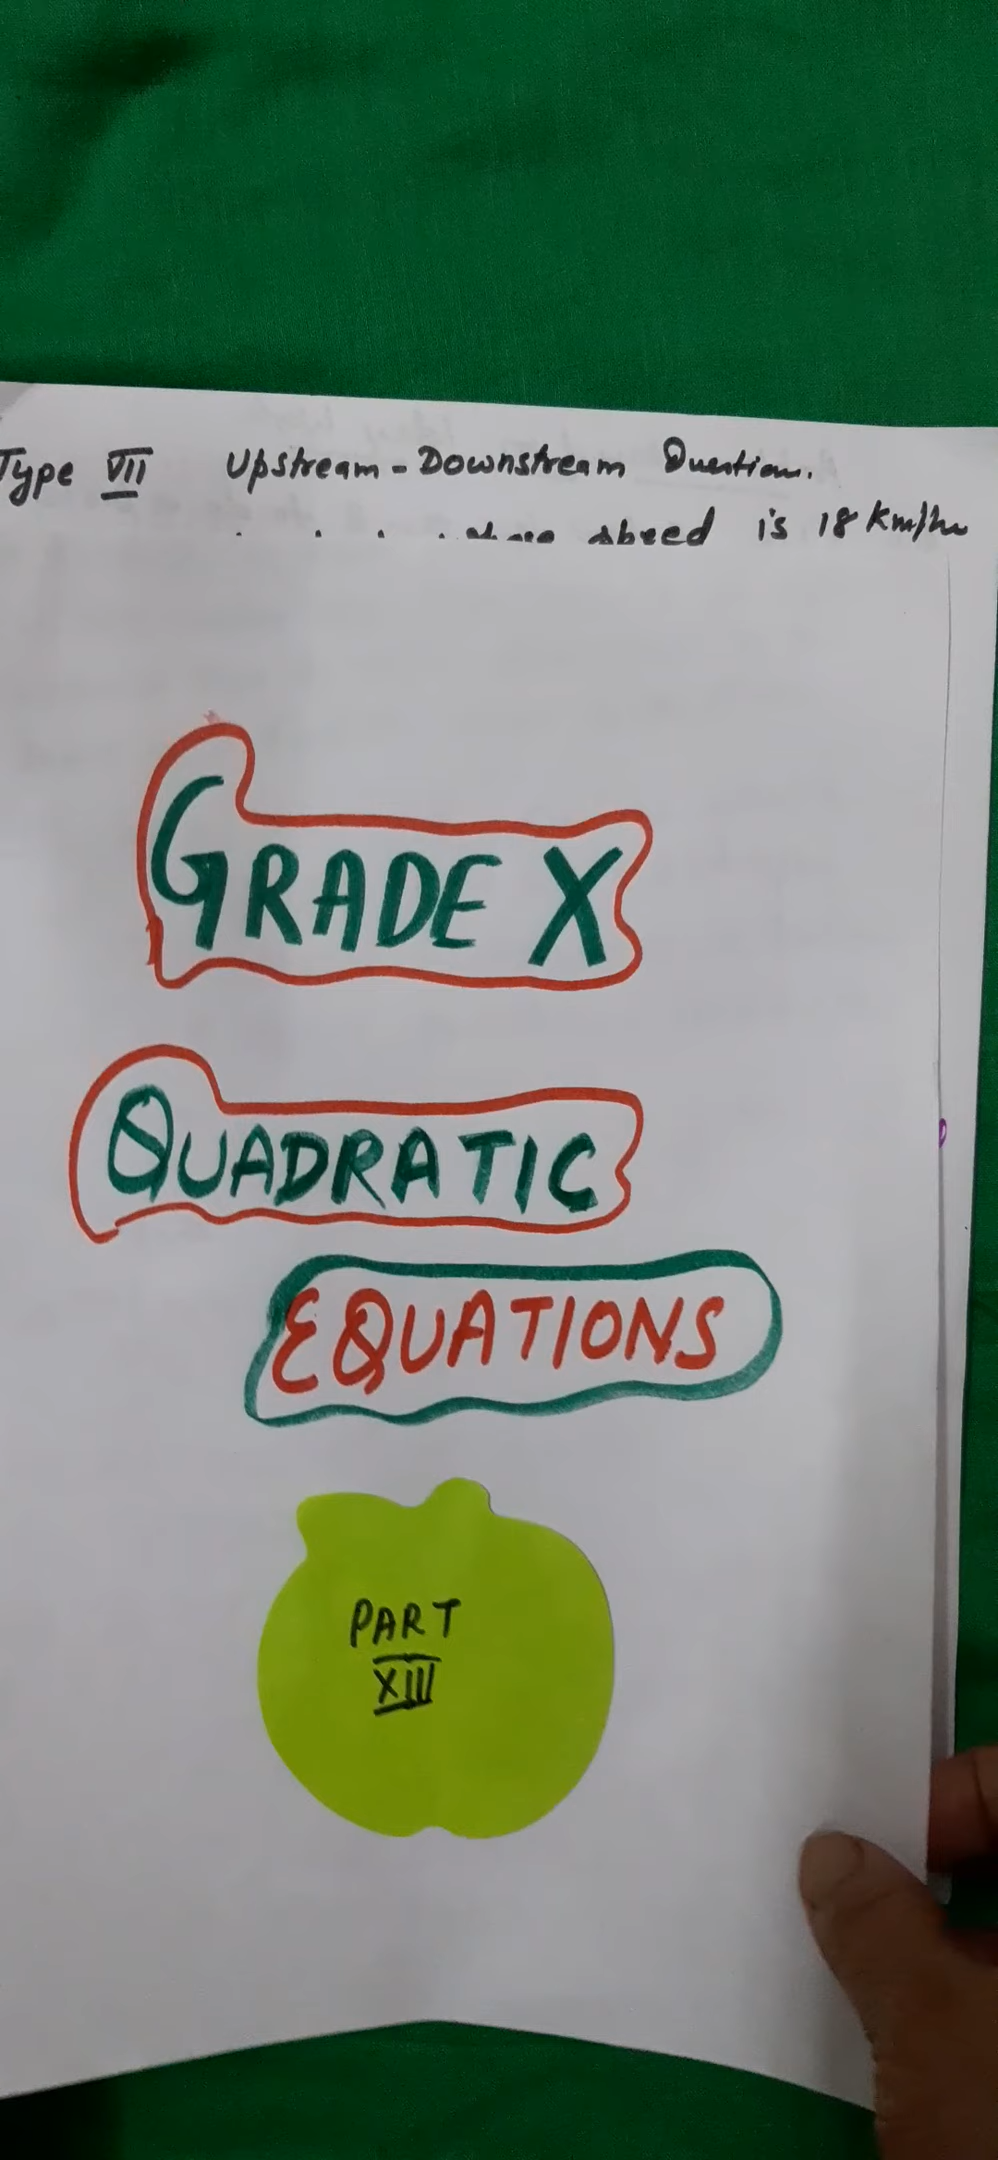 Type VII Upstream-Downstream Question.
speed is 18 Km/hr
GRADE X
QUADRATIC
EQUATIONS
PART
XIII